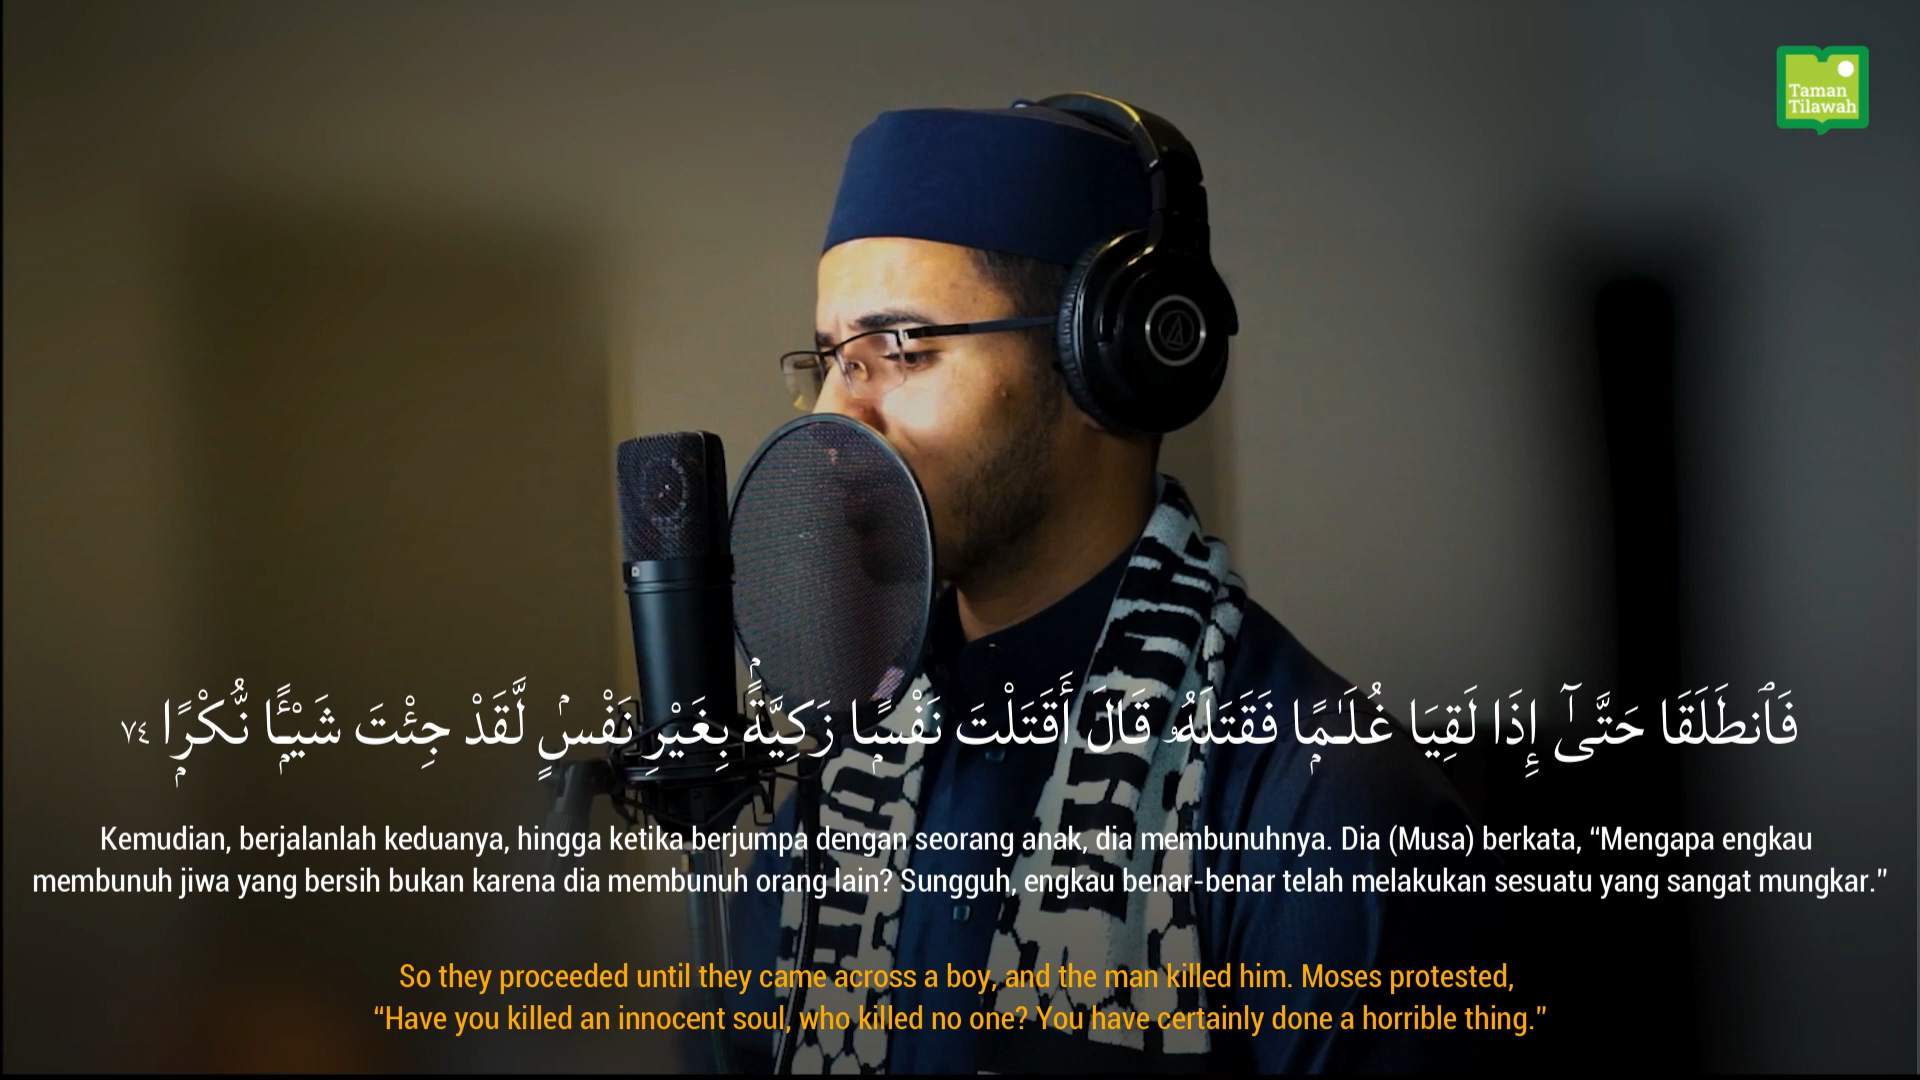 Taman
Tilawah
فَٱنطَلَقَا حَتَّىٰٓ إِذَا لَقِيَا غُلَـٰمًۭا فَقَتَلَهُۥ قَالَ أَقَتَلْتَ نَفْسًۭا زَكِيَّةًۢ بِغَيْرِ نَفْسٍۢ لَّقَدْ جِئْتَ شَيْـًۭٔا نُّكْرًۭا ٧٤
Kemudian, berjalanlah keduanya, hingga ketika berjumpa dengan seorang anak, dia membunuhnya. Dia (Musa) berkata, “Mengapa engkau
membunuh jiwa yang bersih bukan karena dia membunuh orang lain? Sungguh, engkau benar-benar telah melakukan sesuatu yang sangat mungkar.”
So they proceeded until they came across a boy, and the man killed him. Moses protested,
“Have you killed an innocent soul, who killed no one? You have certainly done a horrible thing.”